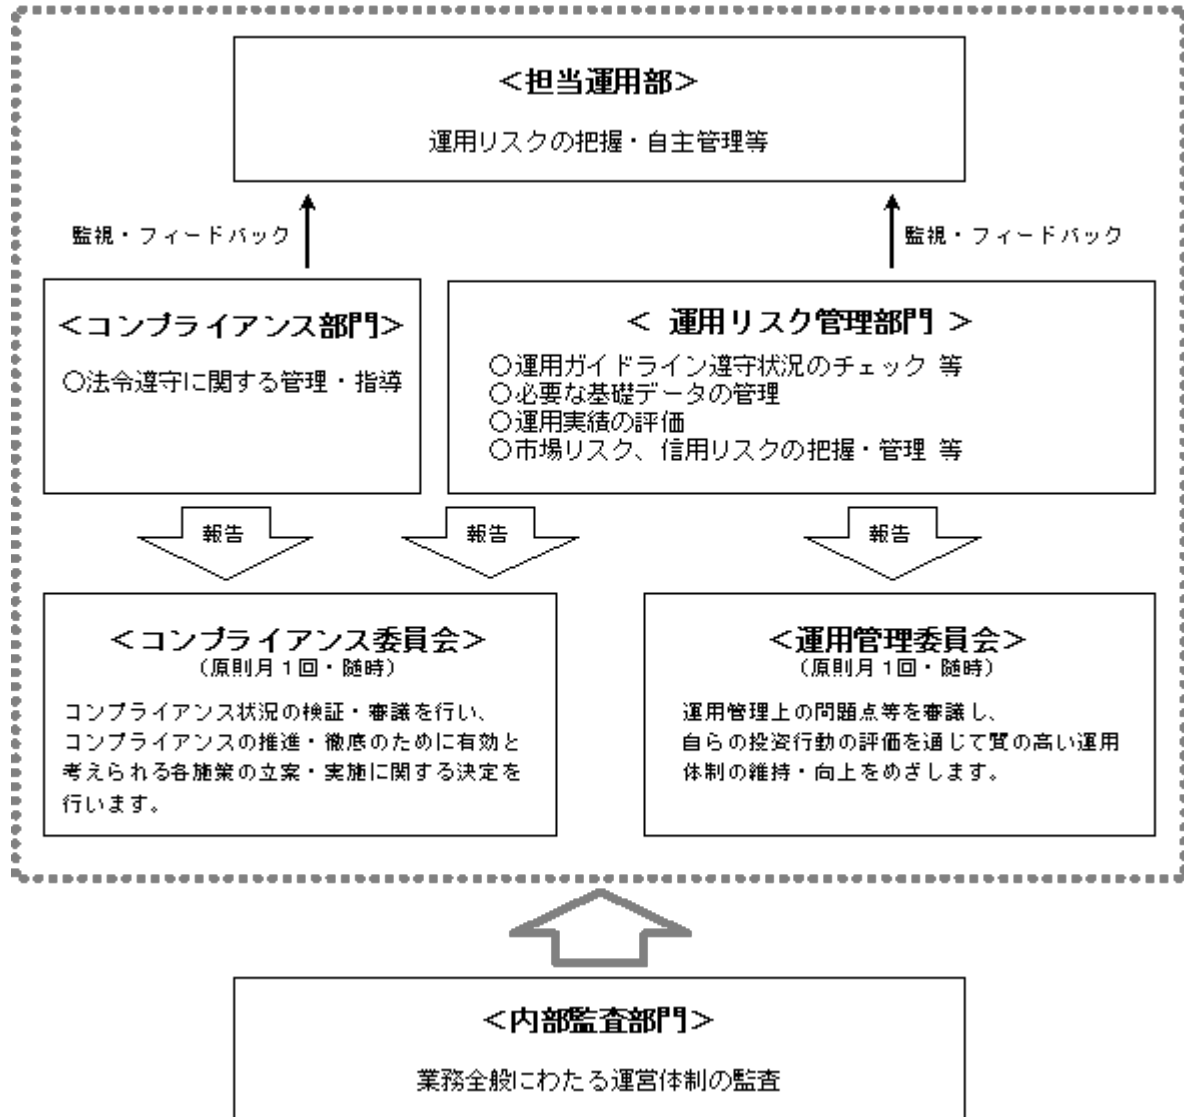 ＜担当運用部＞
運用リスクの把握・自主管理等
監視・フィードバック
監視・フィードバック
＜コンプライアンス部門＞
○法令遵守に関する管理・指導
＜ 運用リスク管理部門 ＞
○運用ガイドライン遵守状況のチェック 等
○必要な基礎データの管理
○運用実績の評価
○市場リスク、信用リスクの把握・管理 等
報告
報告
報告
＜コンプライアンス委員会＞
（原則月１回・随時）
コンプライアンス状況の検証・審議を行い、
コンプライアンスの推進・徹底のために有効と
考えられる各施策の立案・実施に関する決定を
行います。
＜運用管理委員会＞
（原則月１回・随時）
運用管理上の問題点等を審議し、
自らの投資行動の評価を通じて質の高い運用
体制の維持・向上をめざします。
＜内部監査部門＞
業務全般にわたる運営体制の監査